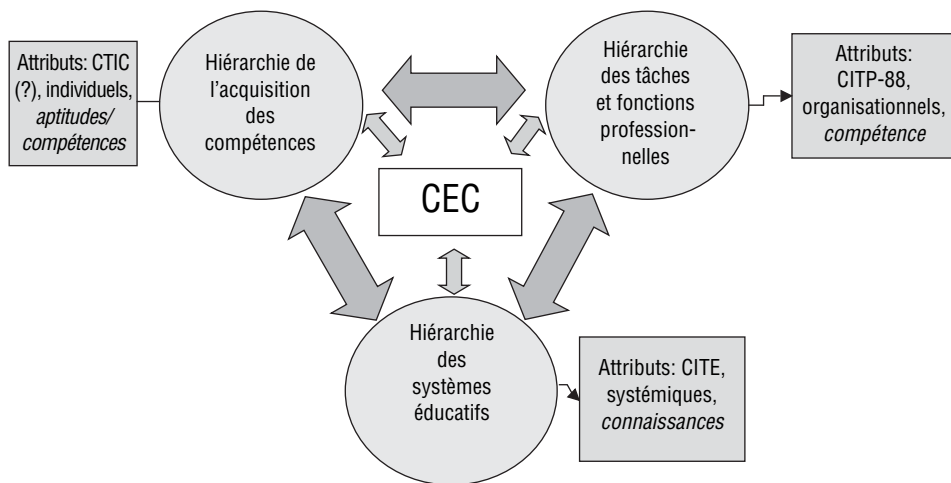 Attributs: CTIC
(?), individuels,
aptitudes/
compétences
Hiérarchie de
l'acquisition
des
compétences
Hiérarchie
des tâches
et fonctions
profession-
nelles
Attributs:
CITP-88,
organisationnels,
compétence
CEC
Hiérarchie
des
systèmes
éducatifs
Attributs: CITE,
systémiques,
connaissances